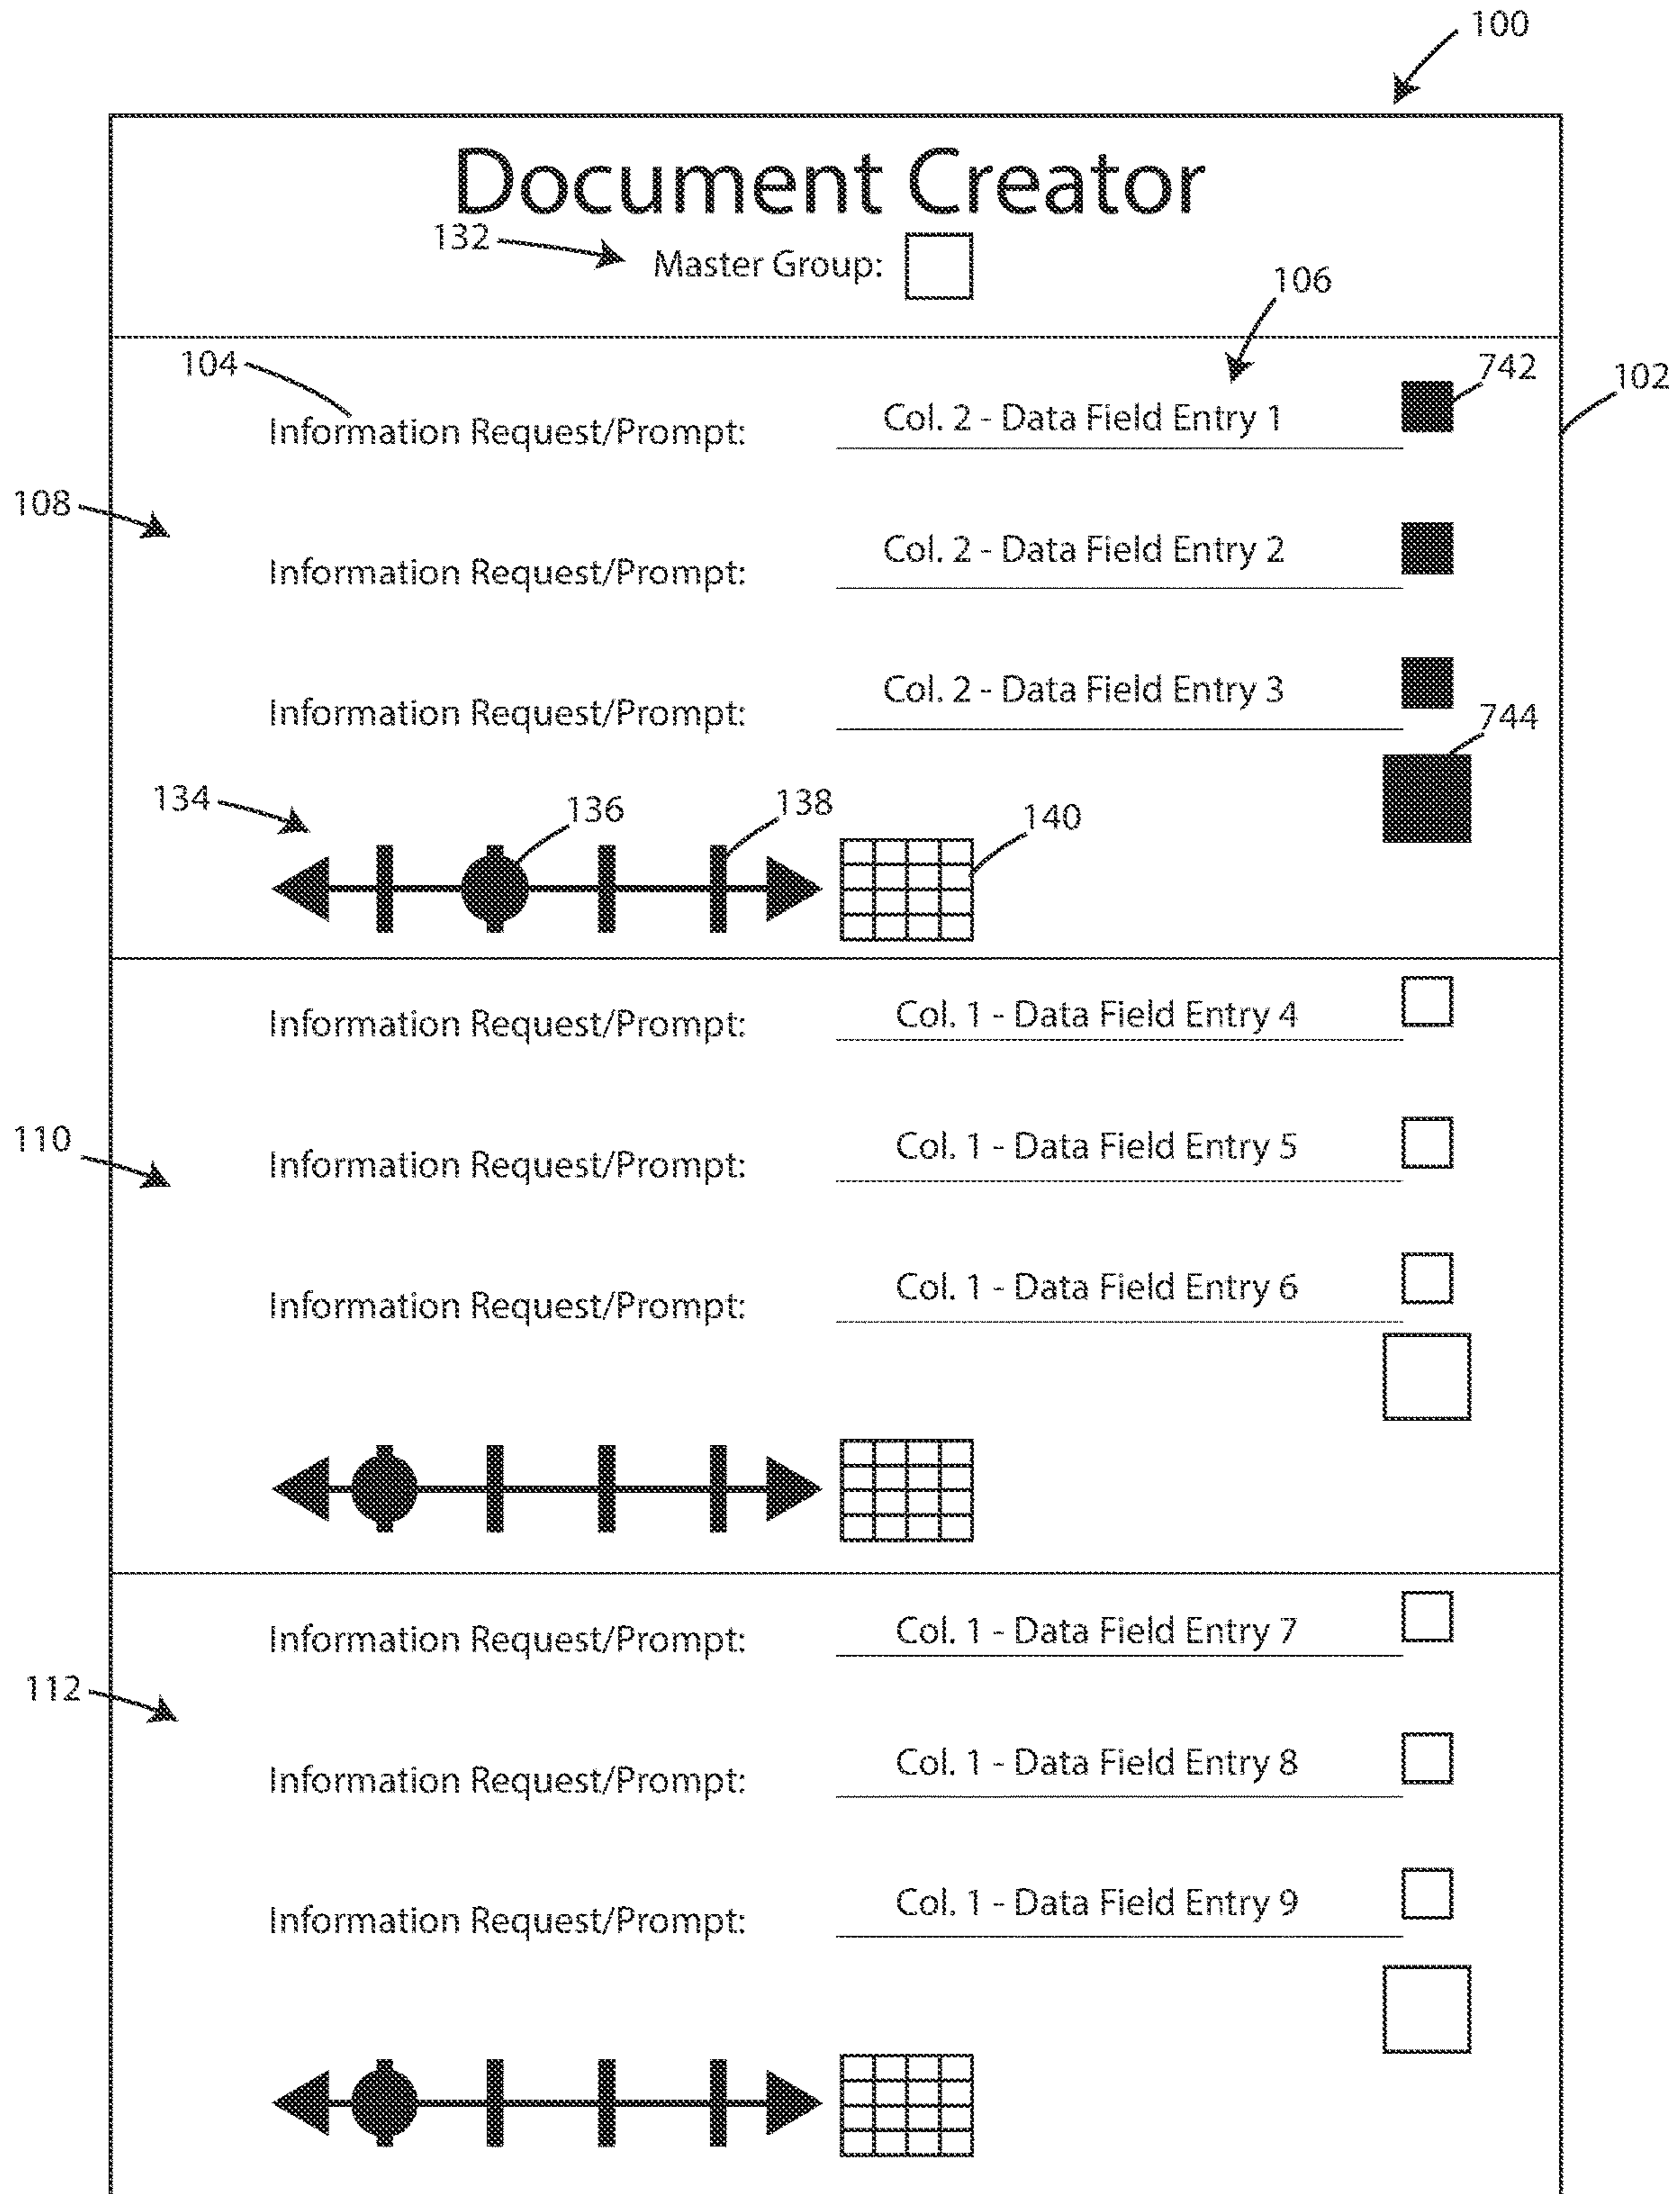 100
Document Creator
132
Master Group:
106
104
742
102
Information Request/Prompt:
Col. 2 - Data Field Entry 1
108
Information Request/Prompt:
Col. 2 - Data Field Entry 2
Information Request/Prompt:
Col. 2 - Data Field Entry 3
744
134
136
138
140
Information Request/Prompt:
Col. 1 - Data Field Entry 4
110
Information Request/Prompt:
Col. 1 - Data Field Entry 5
Information Request/Prompt:
Col. 1 - Data Field Entry 6
Information Request/Prompt:
Col. 1 - Data Field Entry 7
112
Information Request/Prompt:
Col. 1 - Data Field Entry 8
Information Request/Prompt:
Col. 1 - Data Field Entry 9